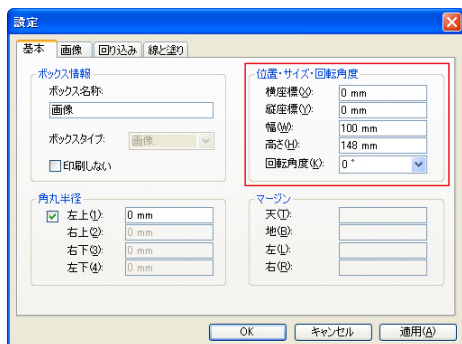 設定
基本 画像 回り込み 線と塗り
ボックス情報
ボックス名称:
画像
ボックスタイプ: 画像
印刷しない
位置・サイズ・回転角度
横座標(X): 0 mm
縦座標(Y): 0 mm
幅(W): 100 mm
高さ(H): 148 mm
回転角度(K): 0 °
角丸半径
左上(1): 0 mm
右上(2): 0 mm
右下(3): 0 mm
左下(4): 0 mm
マージン
天(T):
地(B):
左(L):
右(R):
OK キャンセル 適用(A)